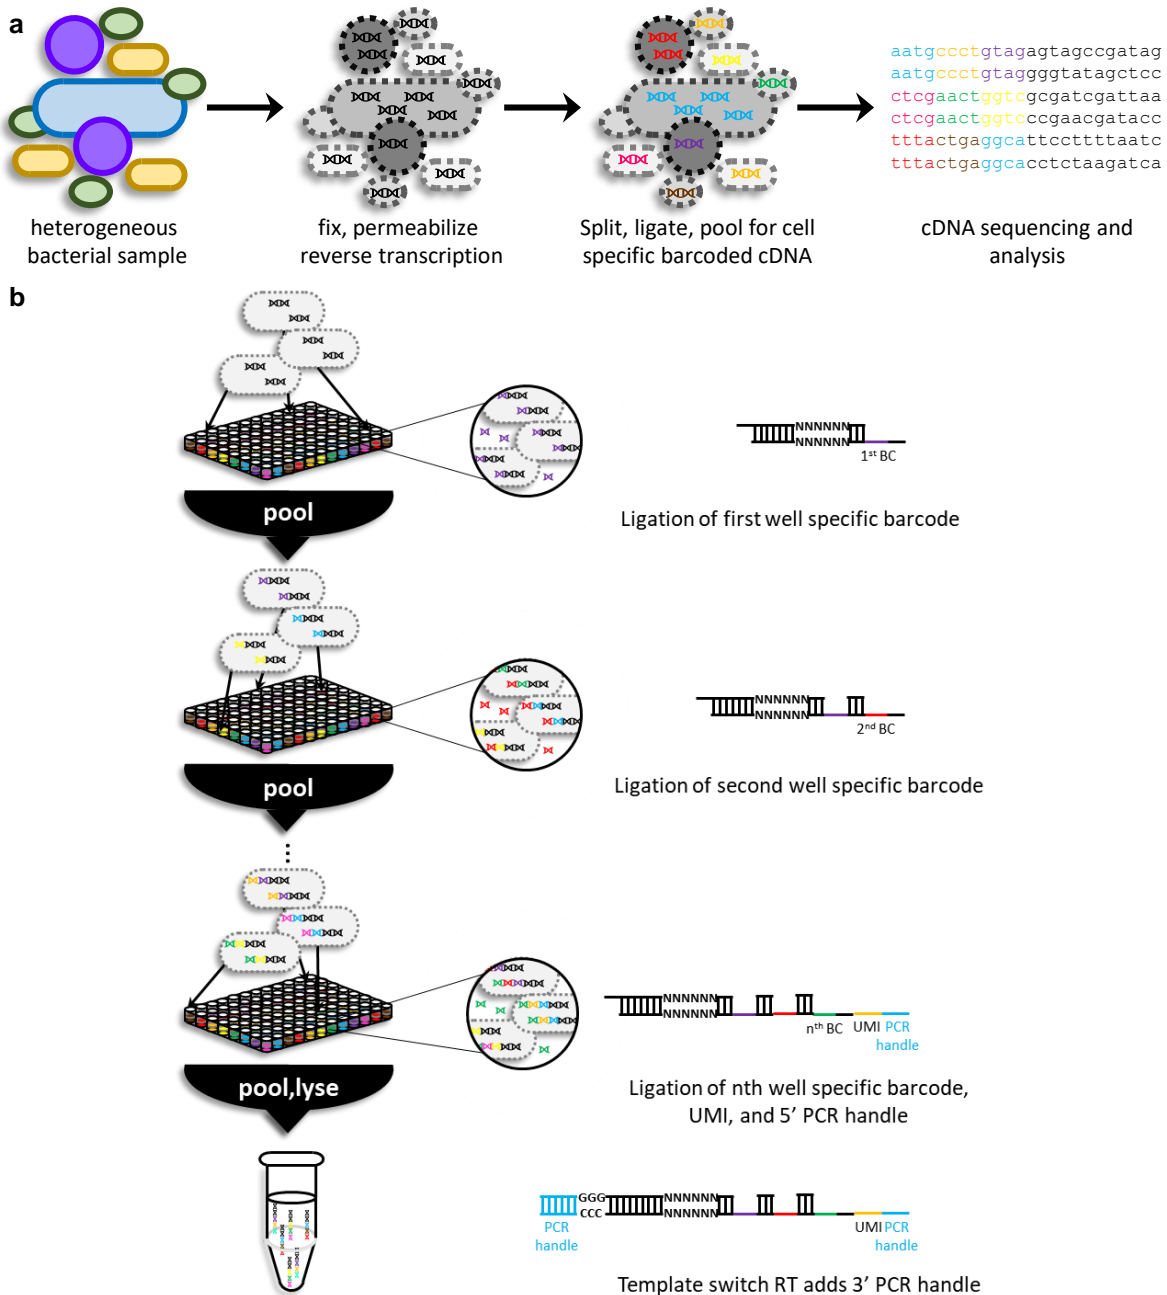 a
aatgccctgtagagtagccgatag
aatgccctgtaggggtatagctcc
ctcgaactggtcgcgatcgattaa
ctcgaactggtcccgaacgatacc
tttactgaggcattccttttaatc
tttactgaggcacctctaagatca
heterogeneous
bacterial sample
fix, permeabilize
reverse transcription
Split, ligate, pool for cell
specific barcoded cDNA
cDNA sequencing and
analysis
b
NNNNNN
NNNNNN
1st BC
pool
Ligation of first well specific barcode
NNNNNN
NNNNNN
2nd BC
pool
Ligation of second well specific barcode
NNNNNN
NNNNNN
nth BC UMI PCR
handle
pool,lyse
Ligation of nth well specific barcode,
UMI, and 5’ PCR handle
GGG NNNNNN
CCC NNNNNN
PCR
handle
UMI PCR
handle
Template switch RT adds 3’ PCR handle